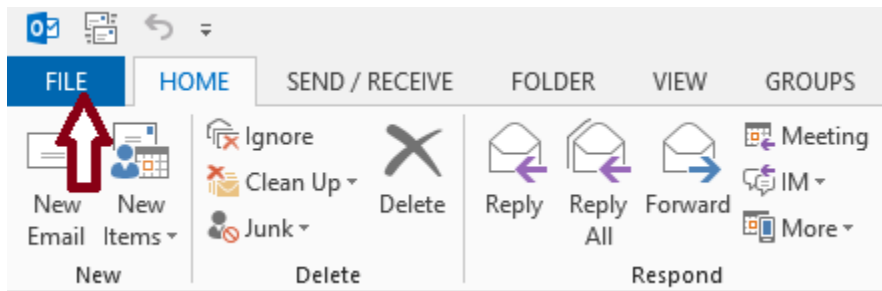 FILE HOME SEND / RECEIVE FOLDER VIEW GROUPS
Ignore
Meeting
Clean Up
IM
New
Email
New
Items
Delete
Reply
Reply
All
Forward
Junk
More
New
Delete
Respond